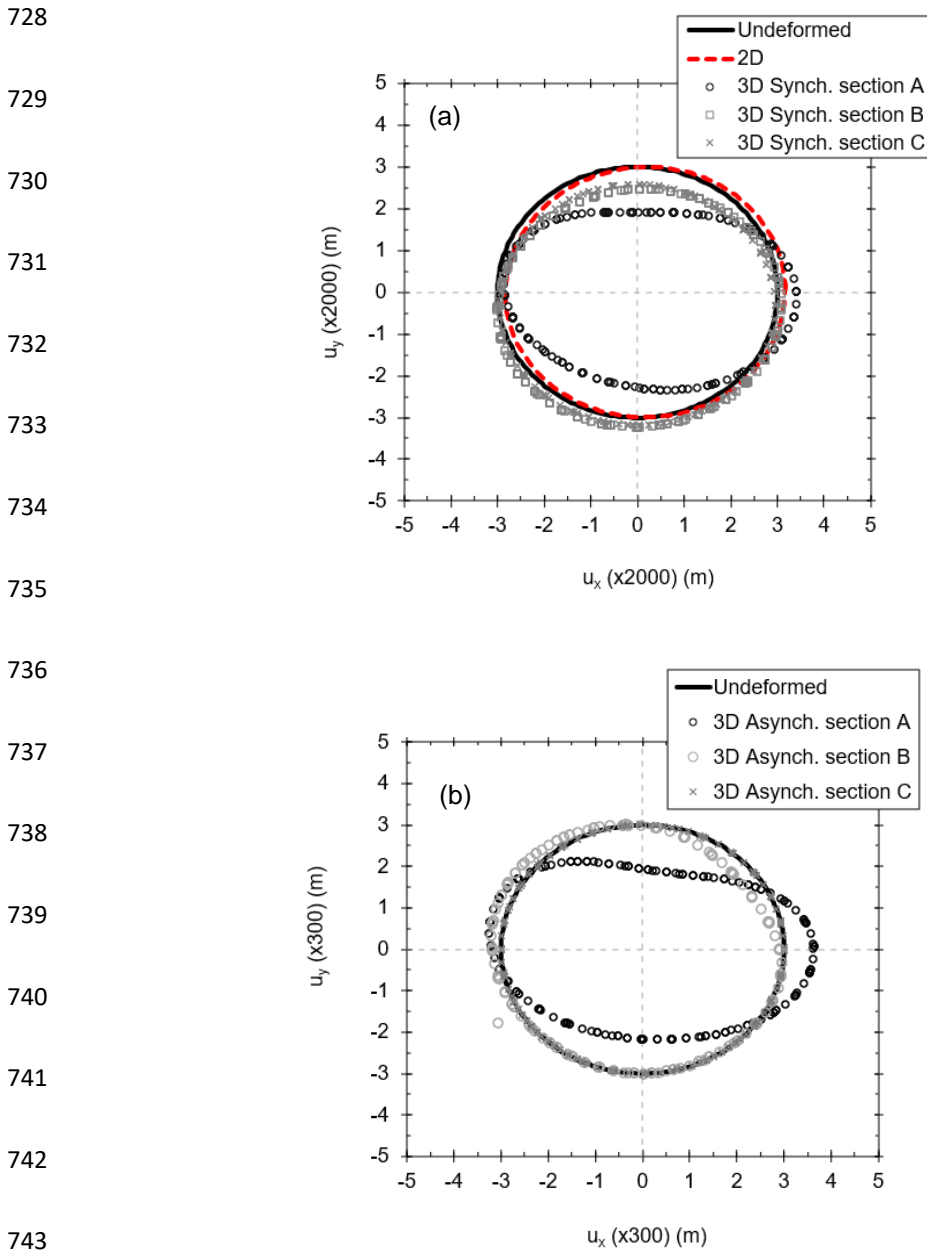 728
Undeformed
2D
729
3D Synch. section A
(a)
3D Synch. section B
3D Synch. section C
730
731
732
733
734
5
4
3
2
1
0
-1
-2
-3
-4
-5
u_y (x2000) (m)
-5 -4 -3 -2 -1 0 1 2 3 4 5
735
u_x (x2000) (m)
736
Undeformed
3D Asynch. section A
737
3D Asynch. section B
3D Asynch. section C
(b)
738
739
740
741
742
5
4
3
2
1
0
-1
-2
-3
-4
-5
u_y (x300) (m)
-5 -4 -3 -2 -1 0 1 2 3 4 5
743
u_x (x300) (m)